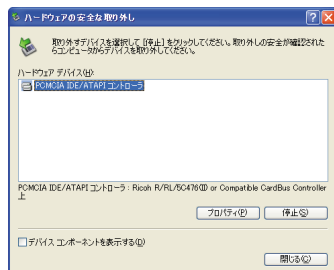 ハードウェアの安全な取り外し
取り外すデバイスを選択して [停止] をクリックしてください。取り外しの安全が確認された
らコンピュータからデバイスを取り外してください。
ハードウェア デバイス(H):
PCMCIA IDE/ATAPI コントローラ
PCMCIA IDE/ATAPI コントローラ : Ricoh R/RL/5C476(II) or Compatible CardBus Controller
上
プロパティ(P) 停止(S)
デバイス コンポーネントを表示する(D)
閉じる(C)